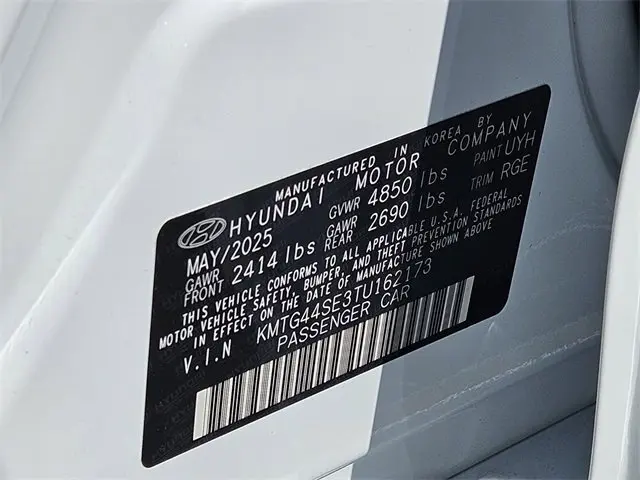 MANUFACTURED IN KOREA BY
HYUNDAI MOTOR COMPANY
MAY/2025 GVWR 4850 lbs PAINT UYH
GAWR FRONT 2414 lbs GAWR REAR 2690 lbs TRIM RGE
THIS VEHICLE CONFORMS TO ALL APPLICABLE U.S.A. FEDERAL
MOTOR VEHICLE SAFETY, BUMPER, AND THEFT PREVENTION STANDARDS
IN EFFECT ON THE DATE OF MANUFACTURE SHOWN ABOVE
V.I.N KMTG44SE3TU162173
PASSENGER CAR